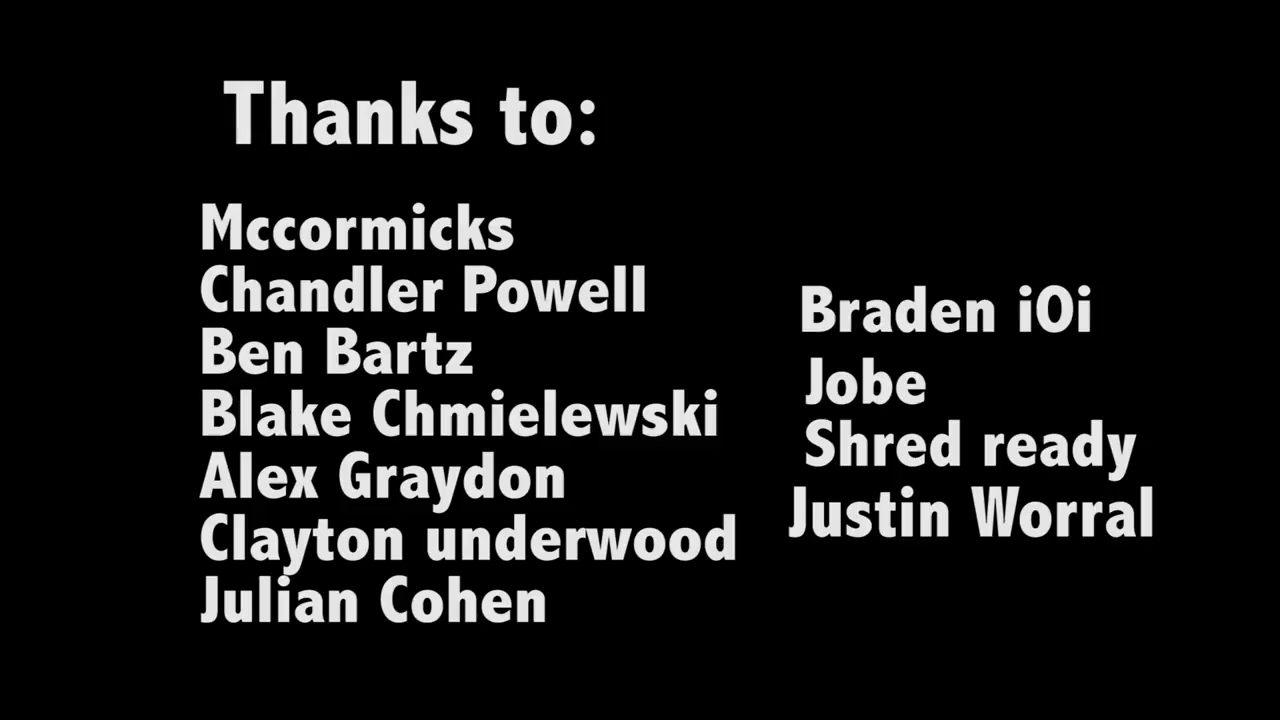 Thanks to:
Mccormicks
Chandler Powell
Ben Bartz
Blake Chmielewski
Alex Graydon
Clayton underwood
Julian Cohen
Braden iOi
Jobe
Shred ready
Justin Worral